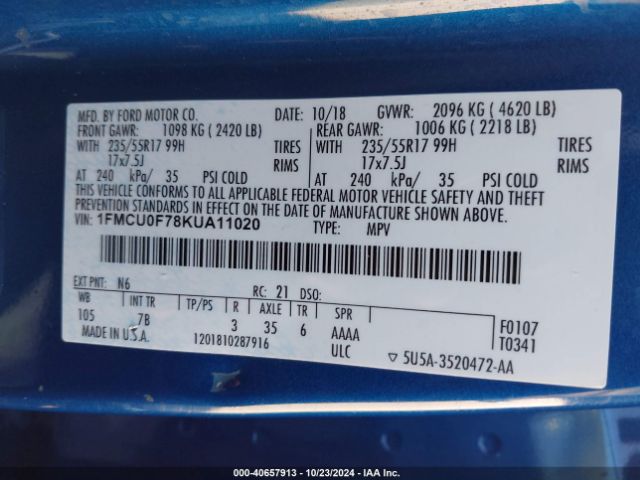 MFD. BY FORD MOTOR CO. DATE: 10/18 GVWR: 2096 KG ( 4620 LB)
FRONT GAWR: 1098 KG ( 2420 LB) REAR GAWR: 1006 KG ( 2218 LB)
WITH 235/55R17 99H TIRES WITH 235/55R17 99H TIRES
17x7.5J RIMS 17x7.5J RIMS
AT 240 kPa/ 35 PSI COLD AT 240 kPa/ 35 PSI COLD
THIS VEHICLE CONFORMS TO ALL APPLICABLE FEDERAL MOTOR VEHICLE SAFETY AND THEFT
PREVENTION STANDARDS IN EFFECT ON THE DATE OF MANUFACTURE SHOWN ABOVE.
VIN: 1FMCU0F78KUA11020 TYPE: MPV
EXT PNT: N6 RC: 21 DSO:
WB INT TR TP/PS R AXLE TR SPR
105 7B 3 35 6 AAAA F0107
MADE IN U.S.A. 1201810287916 ULC T0341
5U5A-3520472-AA
000-40657913 - 10/23/2024 - IAA Inc.